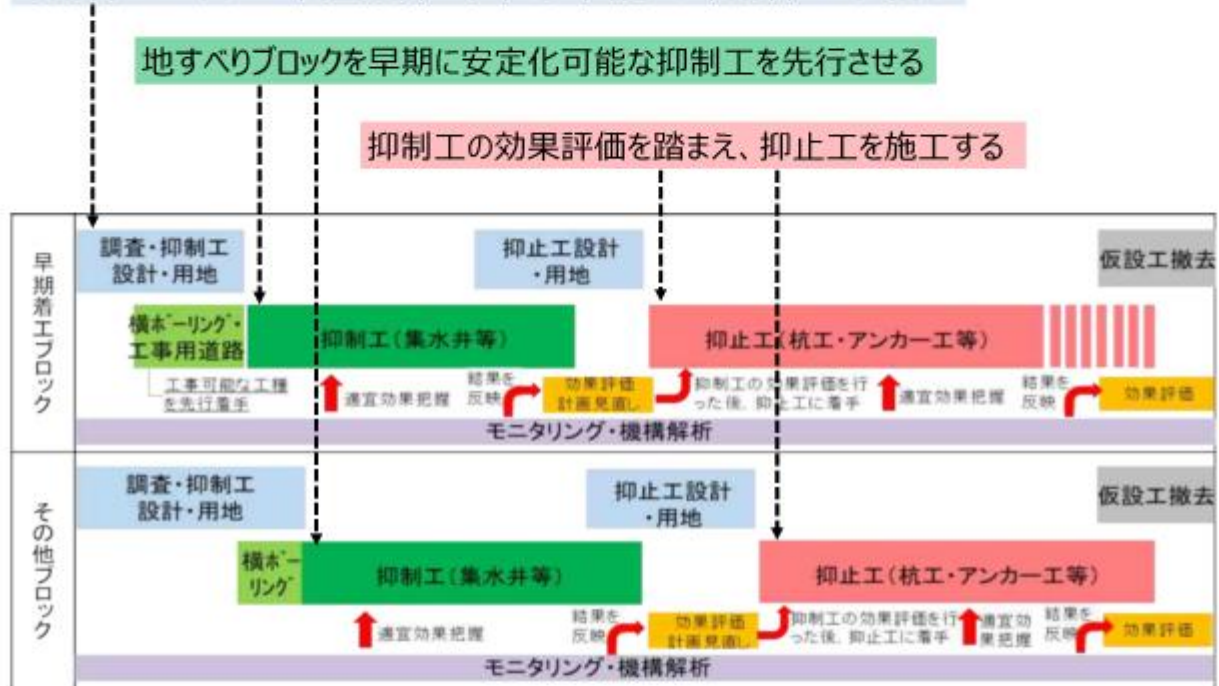 地すべりブロックを早期に安定化可能な抑制工を先行させる
抑制工の効果評価を踏まえ、抑止工を施工する
早期着工ブロック
調査・抑制工
設計・用地
抑止工設計
・用地
仮設工撤去
横ボーリング・
工事用道路
抑制工(集水井等)
抑止工(杭工・アンカー工等)
工事可能な工種
を先行着手
適宜効果把握
結果を
反映
効果評価
計画見直し
抑制工の効果評価を行
った後、抑止工に着手
適宜効果把握
結果を
反映
効果評価
モニタリング・機構解析
その他ブロック
調査・抑制工
設計・用地
抑止工設計
・用地
仮設工撤去
横ボー
リング
抑制工(集水井等)
抑止工(杭工・アンカー工等)
適宜効果把握
結果を
反映
効果評価
計画見直し
抑制工の効果評価を行
った後、抑止工に着手
適宜効
果把握
結果を
反映
効果評価
モニタリング・機構解析